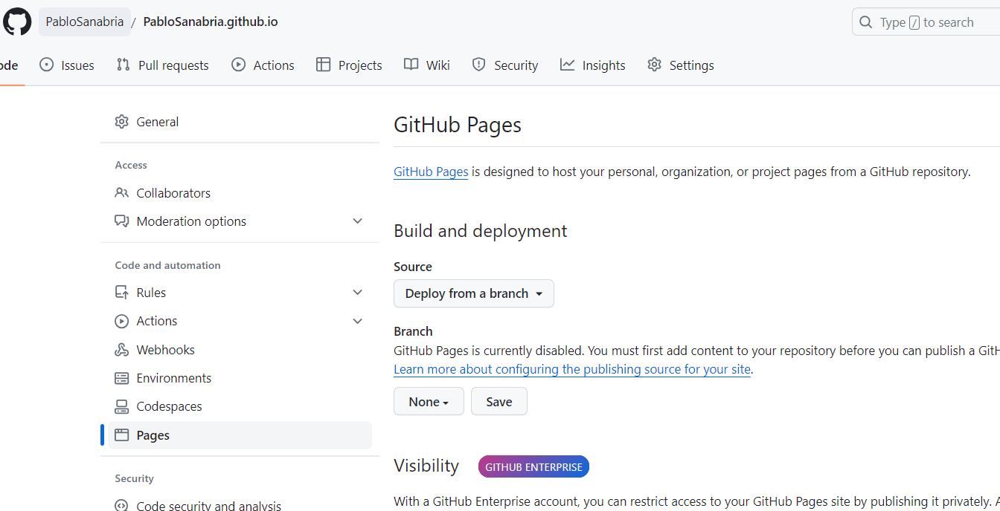 PabloSanabria / PabloSanabria.github.io
Type / to search
ode
Issues
Pull requests
Actions
Projects
Wiki
Security
Insights
Settings
General
Access
Collaborators
Moderation options
Code and automation
Rules
Actions
Webhooks
Environments
Codespaces
Pages
Security
Code security and analysis
GitHub Pages
GitHub Pages is designed to host your personal, organization, or project pages from a GitHub repository.
Build and deployment
Source
Deploy from a branch
Branch
GitHub Pages is currently disabled. You must first add content to your repository before you can publish a GitH
Learn more about configuring the publishing source for your site.
None
Save
Visibility
GITHUB ENTERPRISE
With a GitHub Enterprise account, you can restrict access to your GitHub Pages site by publishing it privately. A